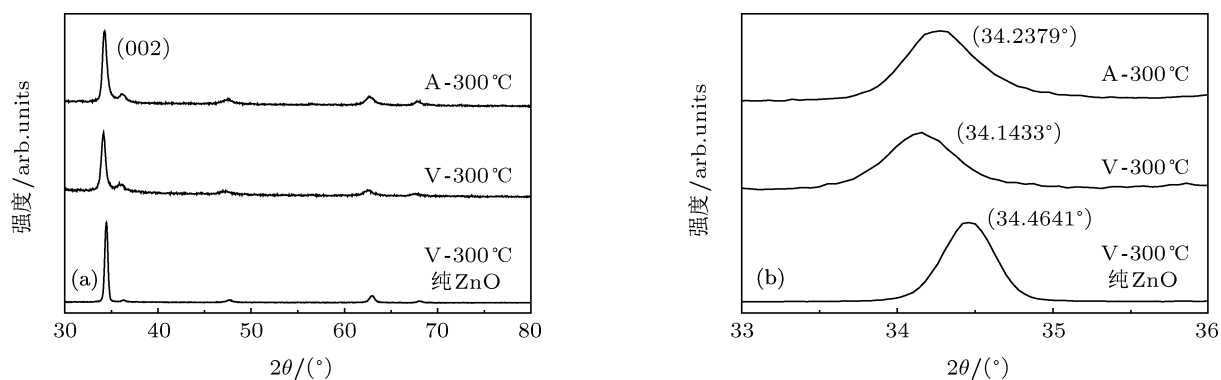 (002)
A-300℃
V-300℃
V-300℃
纯ZnO
(a)
强度/arb.units
30 40 50 60 70 80
2θ/(°)
(34.2379°)
A-300℃
(34.1433°)
V-300℃
(34.4641°)
V-300℃
纯ZnO
(b)
强度/arb.units
33 34 35 36
2θ/(°)